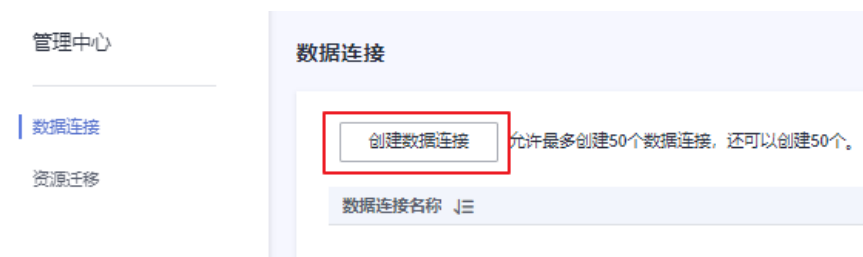 管理中心
数据连接
数据连接
创建数据连接 允许最多创建50个数据连接，还可以创建50个。
资源迁移
数据连接名称